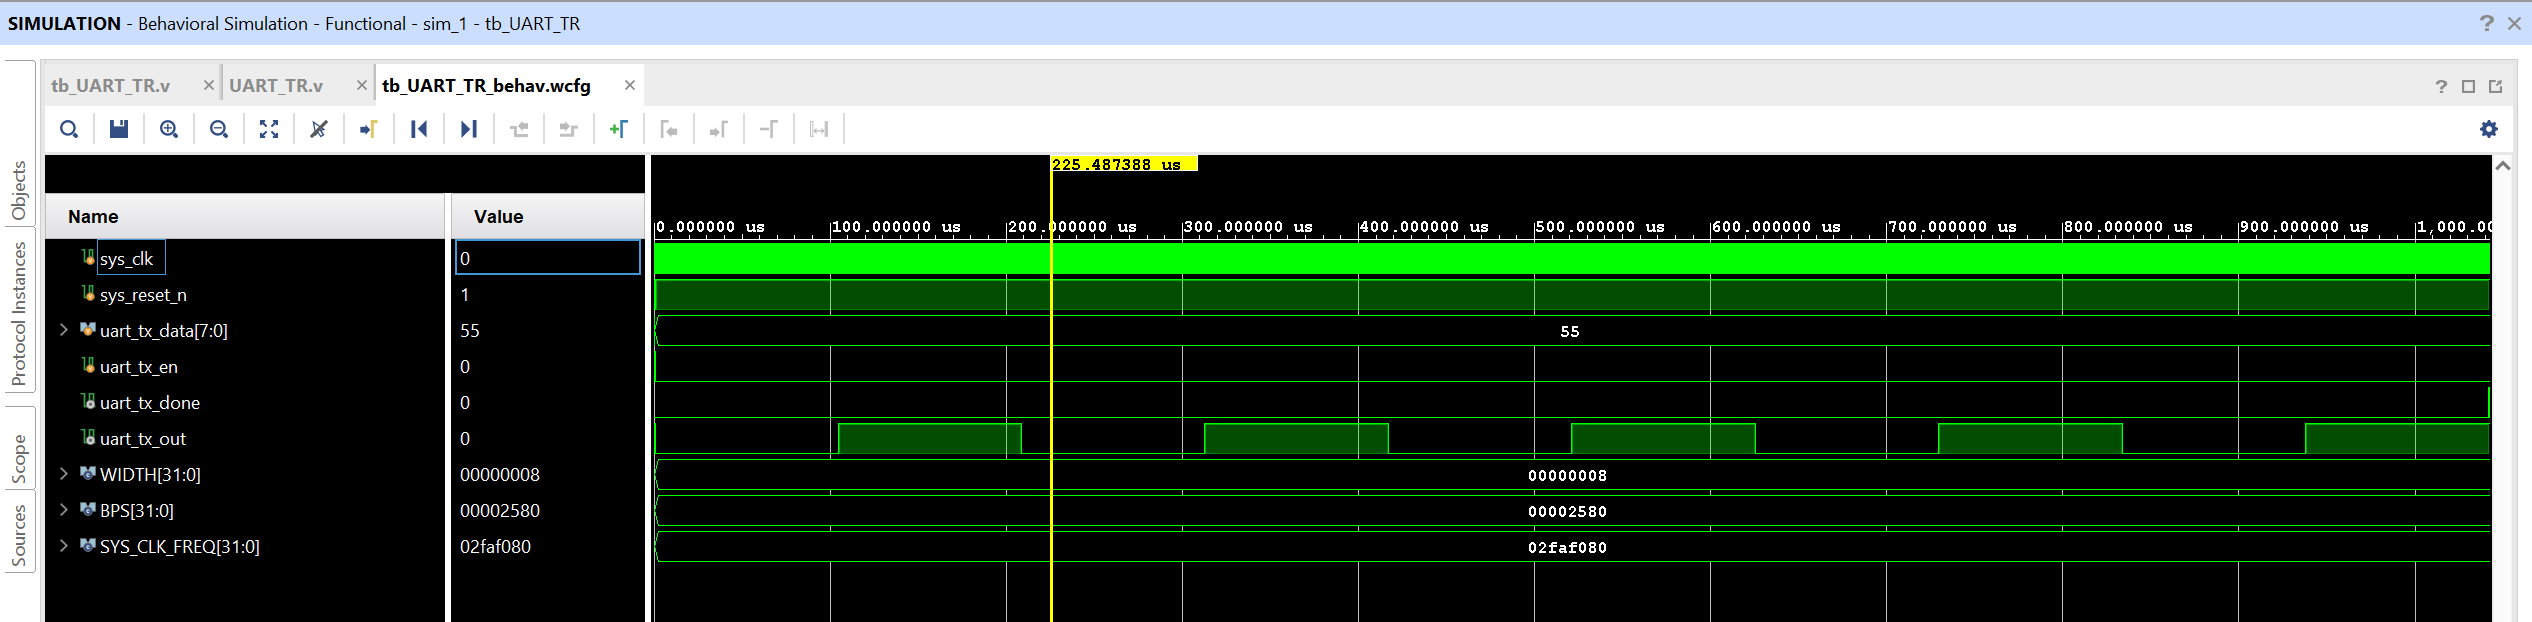 SIMULATION - Behavioral Simulation - Functional - sim_1 - tb_UART_TR
tb_UART_TR.v UART_TR.v tb_UART_TR_behav.wcfg
Objects
Protocol Instances
Scope
Sources
225.487388 us
Name Value
0.000000 us 100.000000 us 200.000000 us 300.000000 us 400.000000 us 500.000000 us 600.000000 us 700.000000 us 800.000000 us 900.000000 us 1,000.00
sys_clk 0
sys_reset_n 1
uart_tx_data[7:0] 55 55
uart_tx_en 0
uart_tx_done 0
uart_tx_out 0
WIDTH[31:0] 00000008 00000008
BPS[31:0] 00002580 00002580
SYS_CLK_FREQ[31:0] 02faf080 02faf080